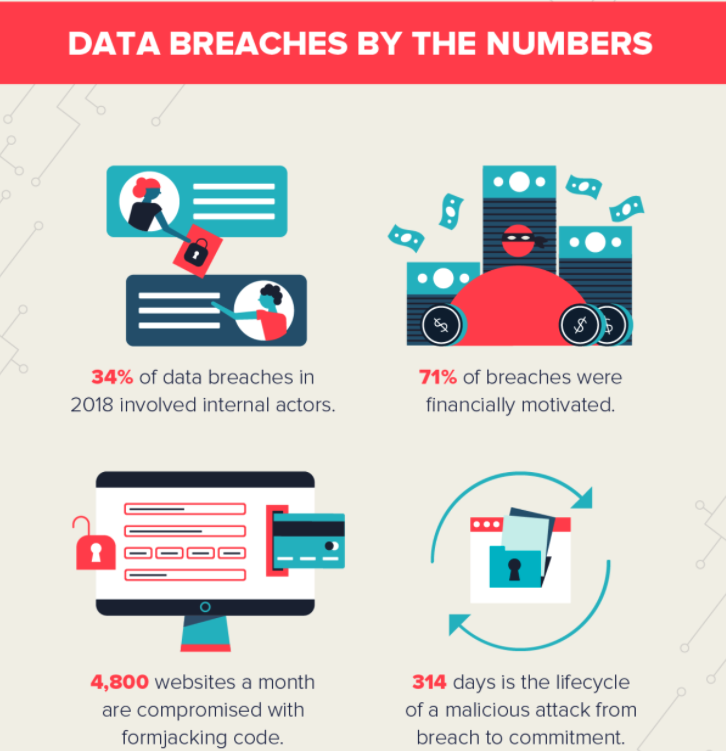 DATA BREACHES BY THE NUMBERS
34% of data breaches in
2018 involved internal actors.
71% of breaches were
financially motivated.
4,800 websites a month
are compromised with
formjacking code.
314 days is the lifecycle
of a malicious attack from
breach to commitment.